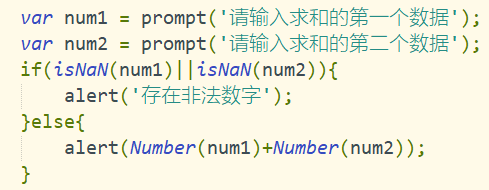 var num1 = prompt('请输入求和的第一个数据');
var num2 = prompt('请输入求和的第二个数据');
if(isNaN(num1)||isNaN(num2)){
    alert('存在非法数字');
}else{
    alert(Number(num1)+Number(num2));
}